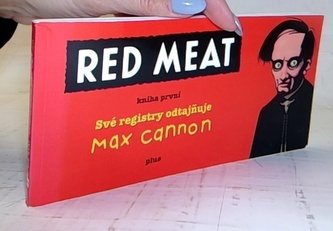 RED MEAT
kniha první
Své registry odtajňuje
Max cannon
plus